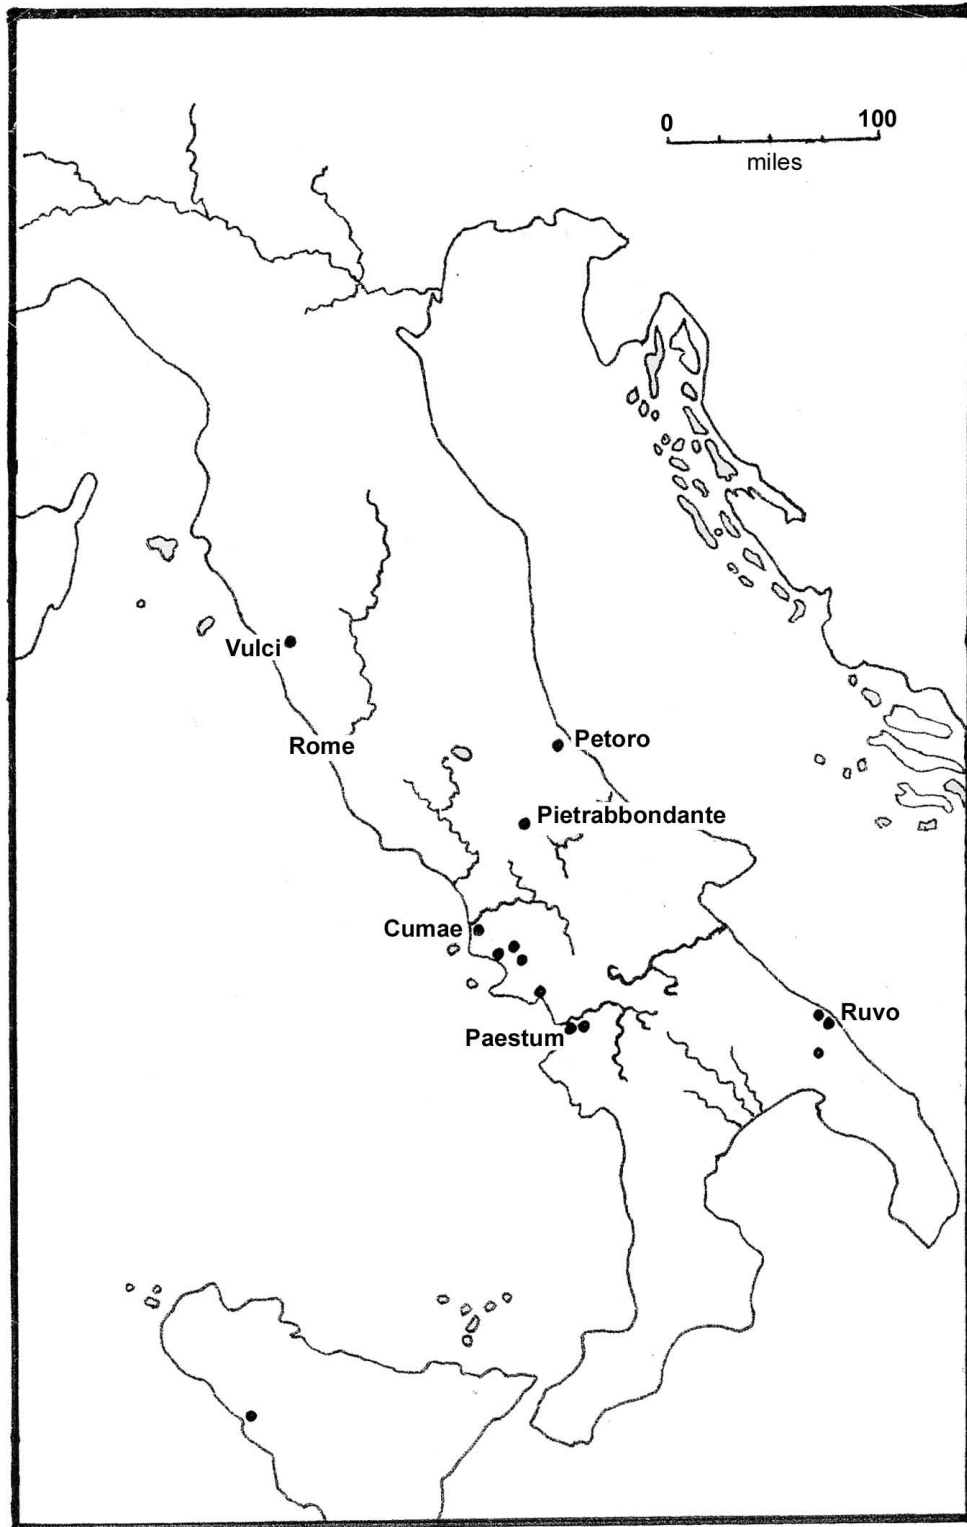 0 100
miles
Vulci
Rome
Petoro
Pietrabbondante
Cumae
Ruvo
Paestum